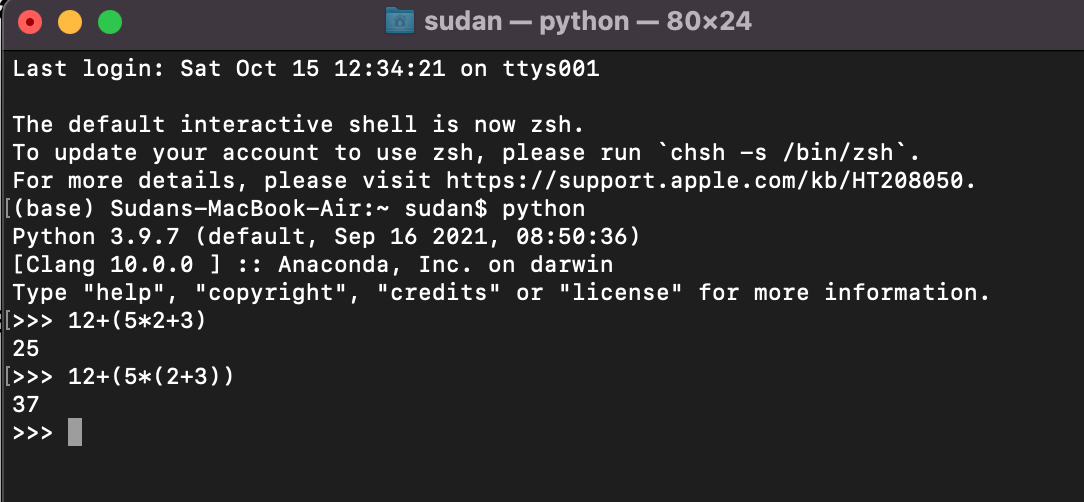 sudan — python — 80×24
Last login: Sat Oct 15 12:34:21 on ttys001
The default interactive shell is now zsh.
To update your account to use zsh, please run `chsh -s /bin/zsh`.
For more details, please visit https://support.apple.com/kb/HT208050.
[(base) Sudans-MacBook-Air:~ sudan$ python
Python 3.9.7 (default, Sep 16 2021, 08:50:36)
[Clang 10.0.0 ] :: Anaconda, Inc. on darwin
Type "help", "copyright", "credits" or "license" for more information.
[>>> 12+(5*2+3)
25
[>>> 12+(5*(2+3))
37
>>>